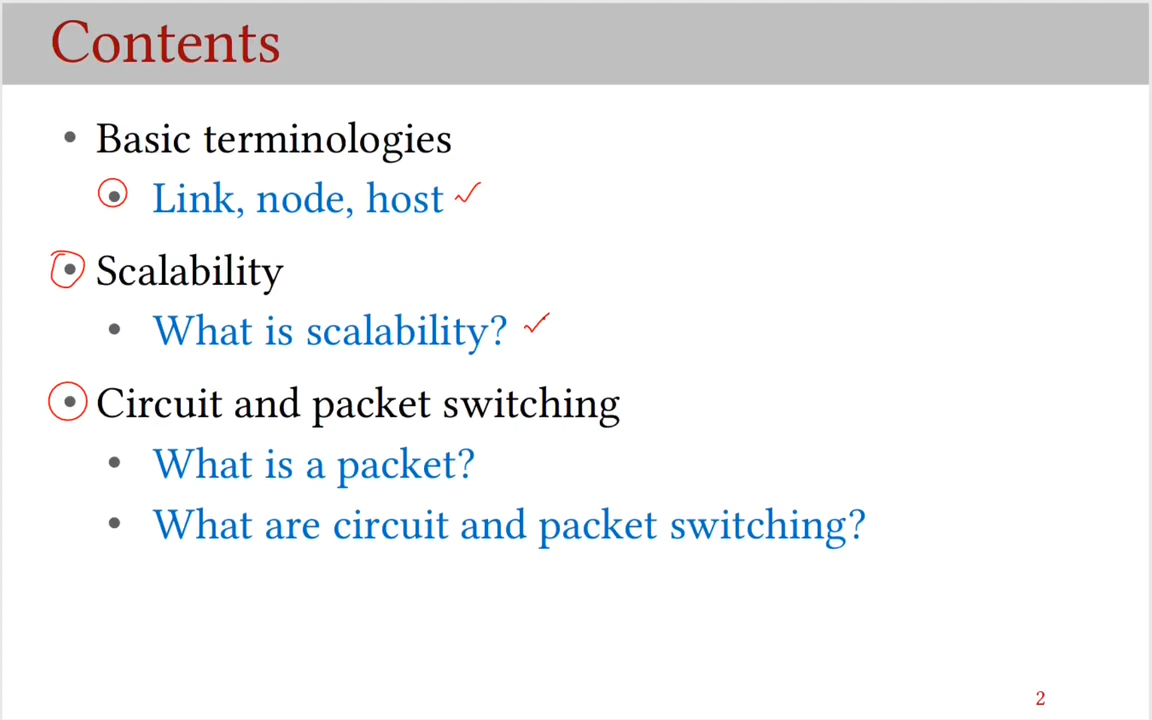 Contents
• Basic terminologies
• Link, node, host ✓
• Scalability
• What is scalability? ✓
• Circuit and packet switching
• What is a packet?
• What are circuit and packet switching?
2